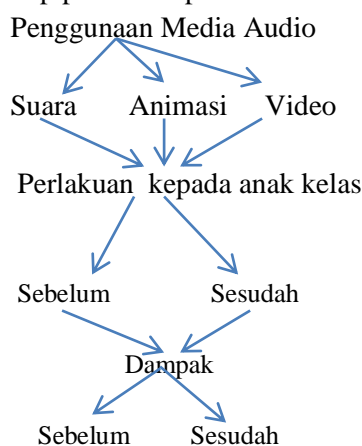 Penggunaan Media Audio
Suara Animasi Video
Perlakuan kepada anak kelas
Sebelum Sesudah
Dampak
Sebelum Sesudah